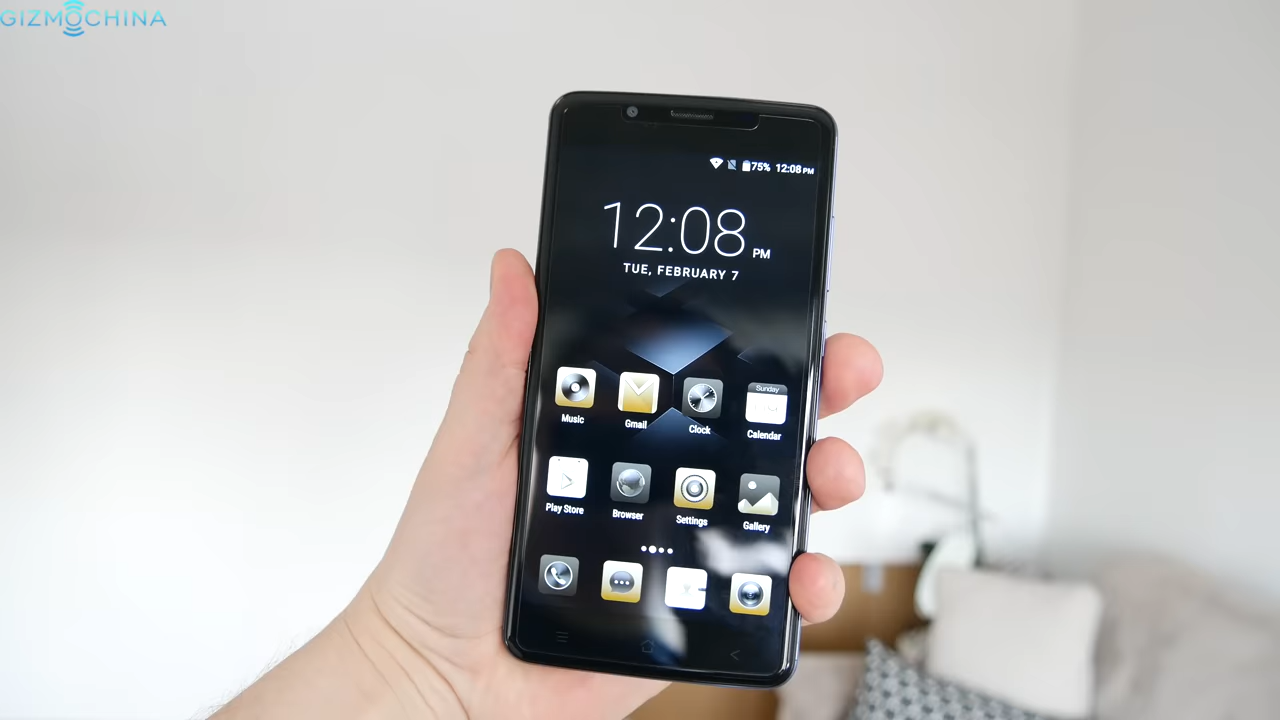 GIZMOCHINA
75% 12:08 PM
12:08 PM
TUE, FEBRUARY 7
Sunday
Music Gmail Clock Calendar
Play Store Browser Settings Gallery